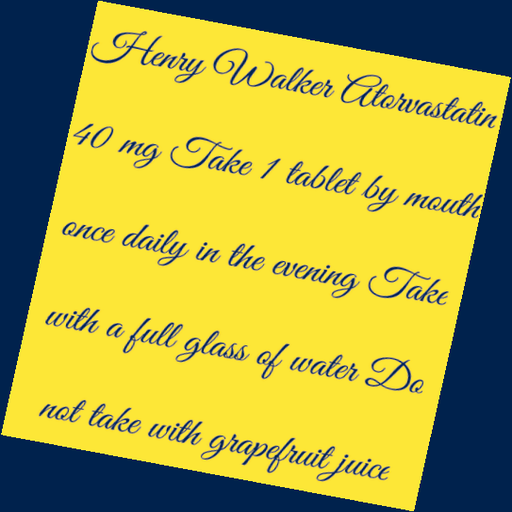 Henry Walker Atorvastatin
40 mg Take 1 tablet by mouth
once daily in the evening Take
with a full glass of water Do
not take with grapefruit juice